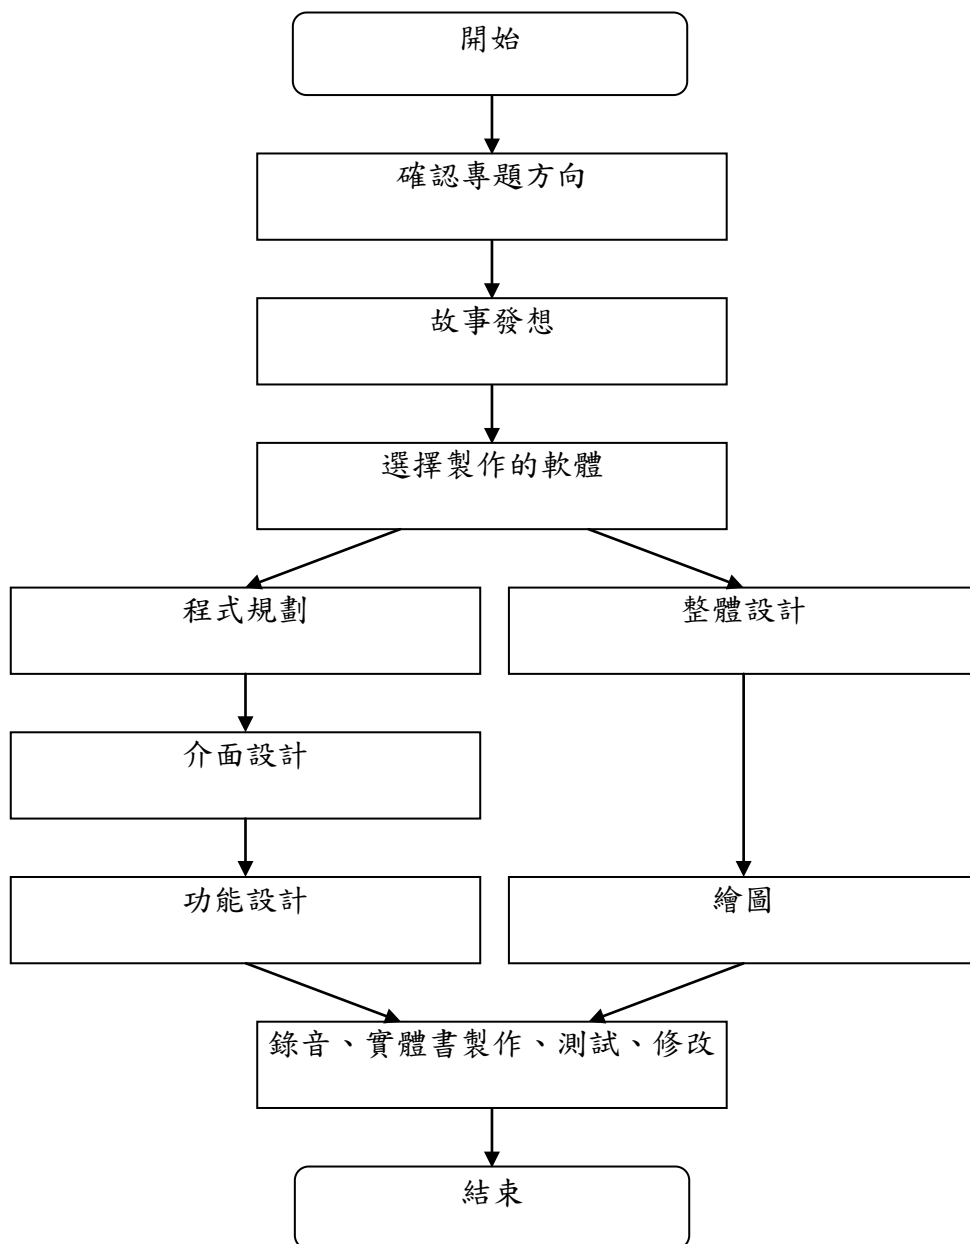 開始
確認專題方向
故事發想
選擇製作的軟體
程式規劃
整體設計
介面設計
功能設計
繪圖
錄音、實體書製作、測試、修改
結束